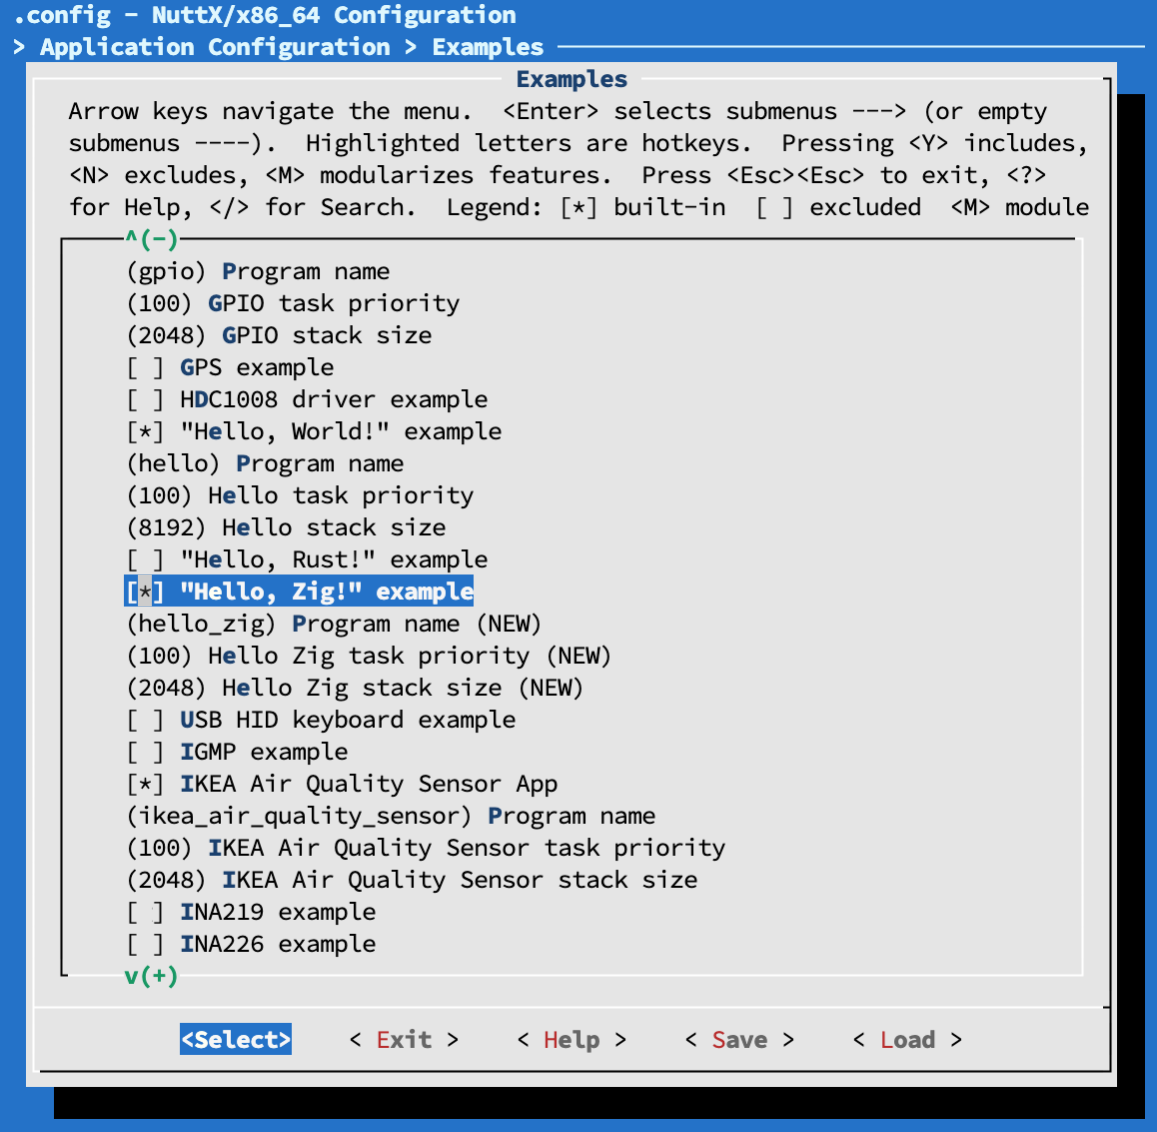 .config - NuttX/x86_64 Configuration
> Application Configuration > Examples
Examples
Arrow keys navigate the menu.  <Enter> selects submenus ---> (or empty
submenus ----).  Highlighted letters are hotkeys.  Pressing <Y> includes,
<N> excludes, <M> modularizes features.  Press <Esc><Esc> to exit, <?>
for Help, </> for Search.  Legend: [*] built-in  [ ] excluded  <M> module
^(-)
(gpio) Program name
(100) GPIO task priority
(2048) GPIO stack size
[ ] GPS example
[ ] HDC1008 driver example
[*] "Hello, World!" example
(hello) Program name
(100) Hello task priority
(8192) Hello stack size
[ ] "Hello, Rust!" example
[*] "Hello, Zig!" example
(hello_zig) Program name (NEW)
(100) Hello Zig task priority (NEW)
(2048) Hello Zig stack size (NEW)
[ ] USB HID keyboard example
[ ] IGMP example
[*] IKEA Air Quality Sensor App
(ikea_air_quality_sensor) Program name
(100) IKEA Air Quality Sensor task priority
(2048) IKEA Air Quality Sensor stack size
[ ] INA219 example
[ ] INA226 example
v(+)
<Select>    < Exit >    < Help >    < Save >    < Load >